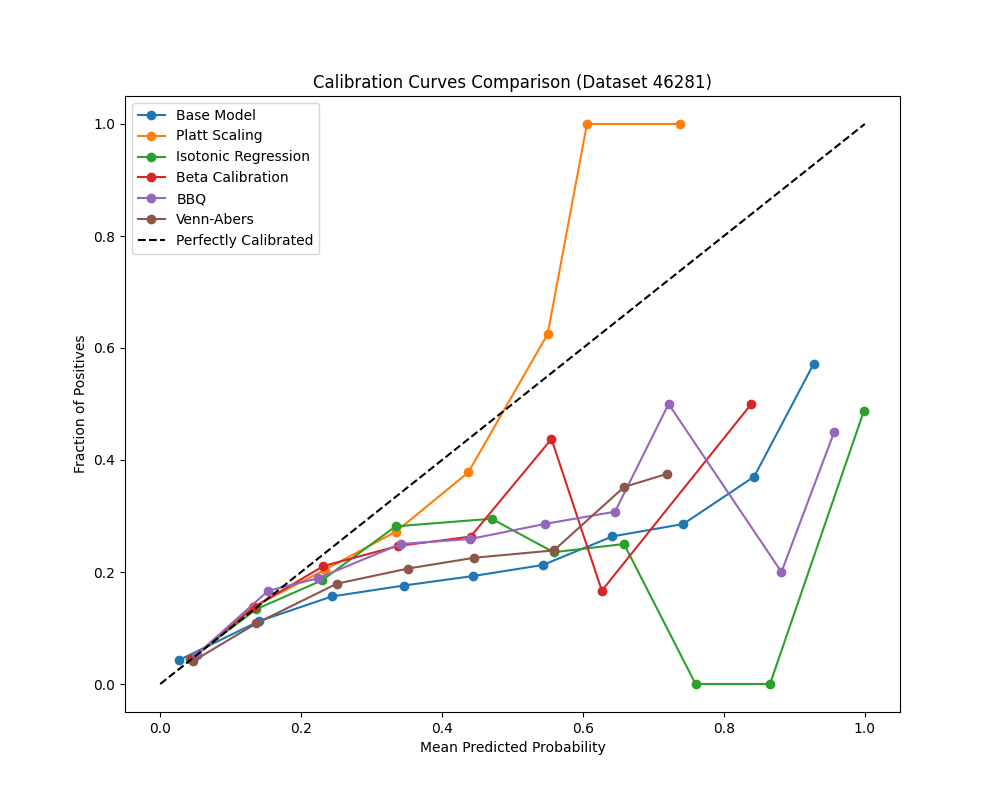 Calibration Curves Comparison (Dataset 46281)
Base Model
Platt Scaling
Isotonic Regression
Beta Calibration
BBQ
Venn-Abers
Perfectly Calibrated
Fraction of Positives
1.0
0.8
0.6
0.4
0.2
0.0
0.0 0.2 0.4 0.6 0.8 1.0
Mean Predicted Probability